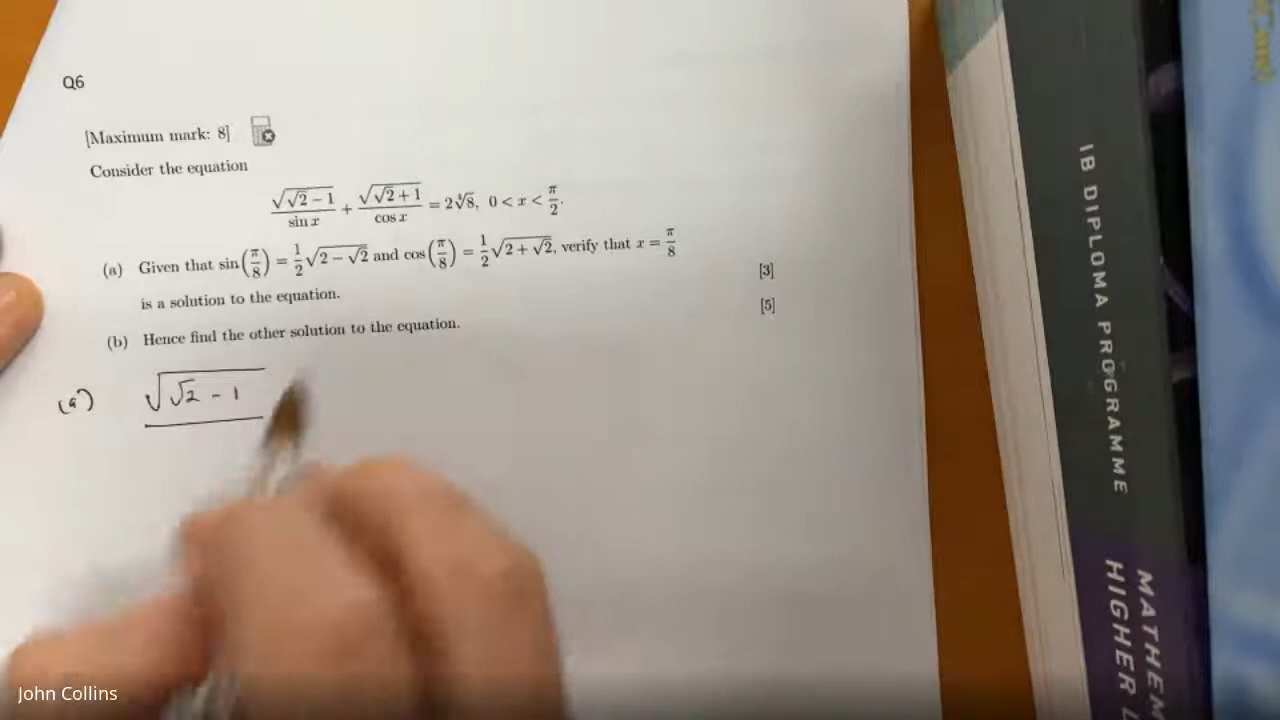 Q6
[Maximum mark: 8]
Consider the equation
√(√2 − 1)/sin x + √(√2 + 1)/cos x = 2∜8, 0 < x < π/2.
(a) Given that sin(π/8) = 1/2 √(2 − √2) and cos(π/8) = 1/2 √(2 + √2), verify that x = π/8
is a solution to the equation. [3]
(b) Hence find the other solution to the equation. [5]
(a) √(√2 − 1)
IB DIPLOMA PROGRAMME
HIGHER
John Collins